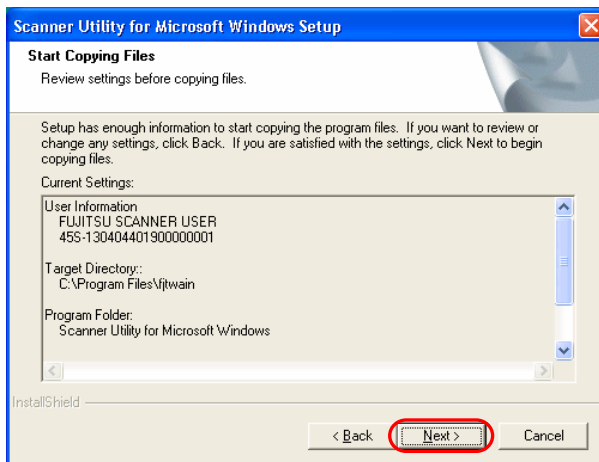 Scanner Utility for Microsoft Windows Setup
Start Copying Files
Review settings before copying files.
Setup has enough information to start copying the program files. If you want to review or
change any settings, click Back. If you are satisfied with the settings, click Next to begin
copying files.
Current Settings:
User Information
FUJITSU SCANNER USER
45S-130404401900000001
Target Directory::
C:\Program Files\fjtwain
Program Folder:
Scanner Utility for Microsoft Windows
InstallShield
< Back
Next >
Cancel